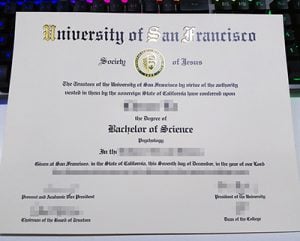 University of San Francisco
Society of Jesus
The Trustees of the University of San Francisco by virtue of the authority
vested in them by the sovereign State of California have conferred upon
the degree of
Bachelor of Science
Psychology
In the
Given at San Francisco, in the State of California, this Seventh day of December, in the year of our Lord
Provost and Academic Vice President
President of the University
Chairman of the Board of Trustees
Dean of the College